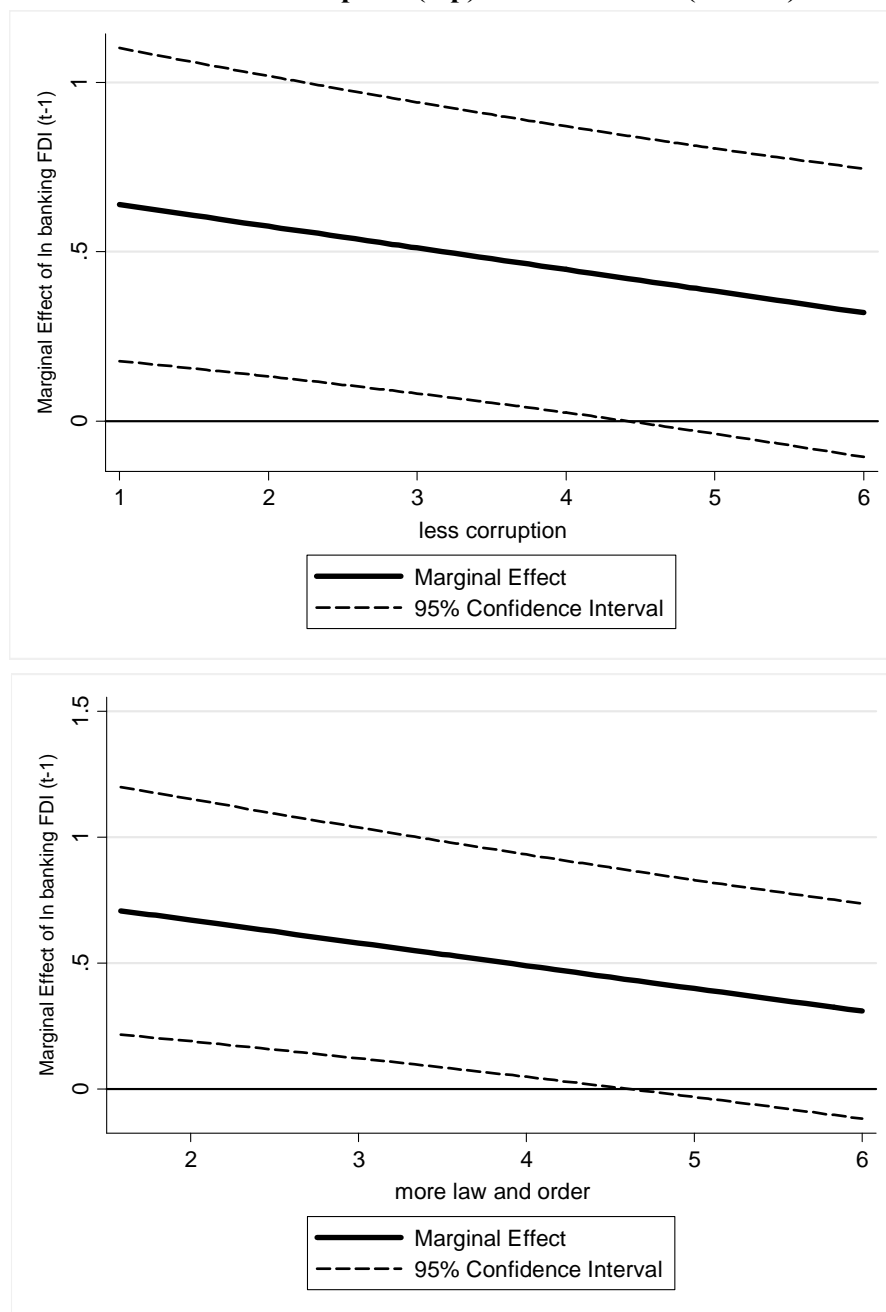 1
.5
0
Marginal Effect of ln banking FDI (t-1)
1 2 3 4 5 6
less corruption
Marginal Effect
95% Confidence Interval
1.5
1
.5
0
Marginal Effect of ln banking FDI (t-1)
2 3 4 5 6
more law and order
Marginal Effect
95% Confidence Interval